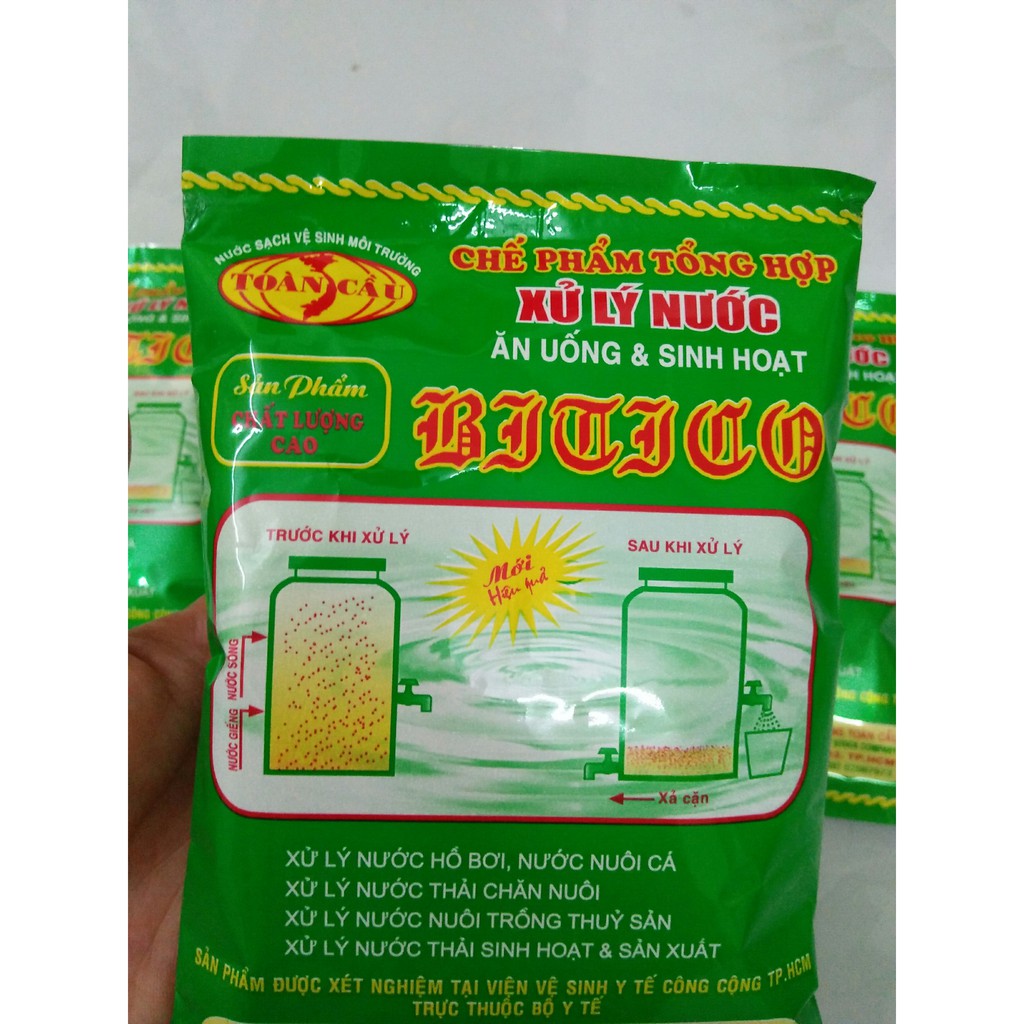 NƯỚC SẠCH VỆ SINH MÔI TRƯỜNG
TOÀN CẦU
CHẾ PHẨM TỔNG HỢP
XỬ LÝ NƯỚC
ĂN UỐNG & SINH HOẠT
Sản Phẩm
CHẤT LƯỢNG
CAO
BITICO
TRƯỚC KHI XỬ LÝ
Mới
Hiệu quả
SAU KHI XỬ LÝ
NƯỚC SÔNG
NƯỚC GIẾNG
Xả cặn
XỬ LÝ NƯỚC HỒ BƠI, NƯỚC NUÔI CÁ
XỬ LÝ NƯỚC THẢI CHĂN NUÔI
XỬ LÝ NƯỚC NUÔI TRỒNG THUỶ SẢN
XỬ LÝ NƯỚC THẢI SINH HOẠT & SẢN XUẤT
SẢN PHẨM ĐƯỢC XÉT NGHIỆM TẠI VIỆN VỆ SINH Y TẾ CÔNG CỘNG TP.HCM
TRỰC THUỘC BỘ Y TẾ